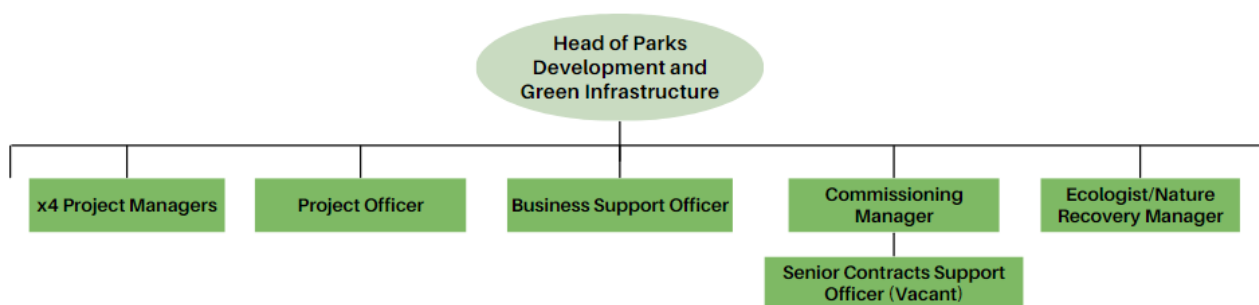 Head of Parks
Development and
Green Infrastructure
x4 Project Managers
Project Officer
Business Support Officer
Commissioning
Manager
Ecologist/Nature
Recovery Manager
Senior Contracts Support
Officer (Vacant)